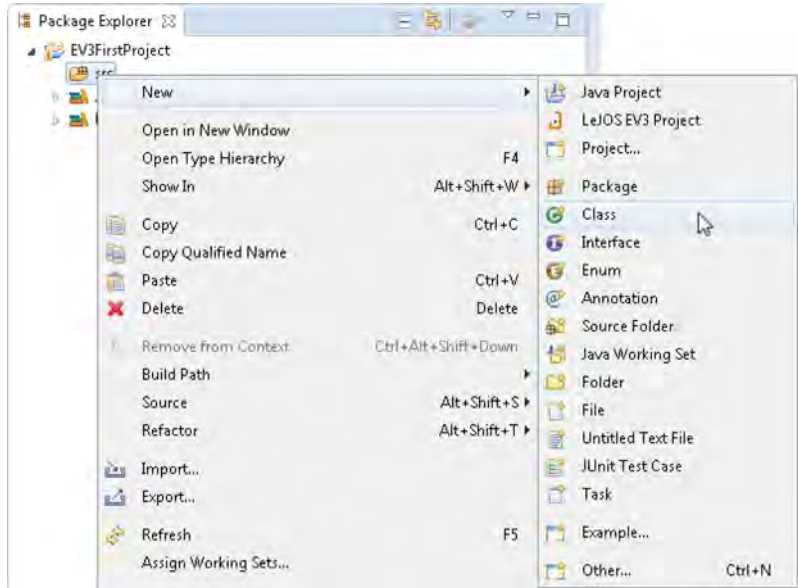 Package Explorer
EV3FirstProject
src
New
Open in New Window
Open Type Hierarchy F4
Show In Alt+Shift+W
Copy Ctrl+C
Copy Qualified Name
Paste Ctrl+V
Delete Delete
Remove from Context Ctrl+Alt+Shift+Down
Build Path
Source Alt+Shift+S
Refactor Alt+Shift+T
Import...
Export...
Refresh F5
Assign Working Sets...
Java Project
LeJOS EV3 Project
Project...
Package
Class
Interface
Enum
Annotation
Source Folder
Java Working Set
Folder
File
Untitled Text File
JUnit Test Case
Task
Example...
Other... Ctrl+N